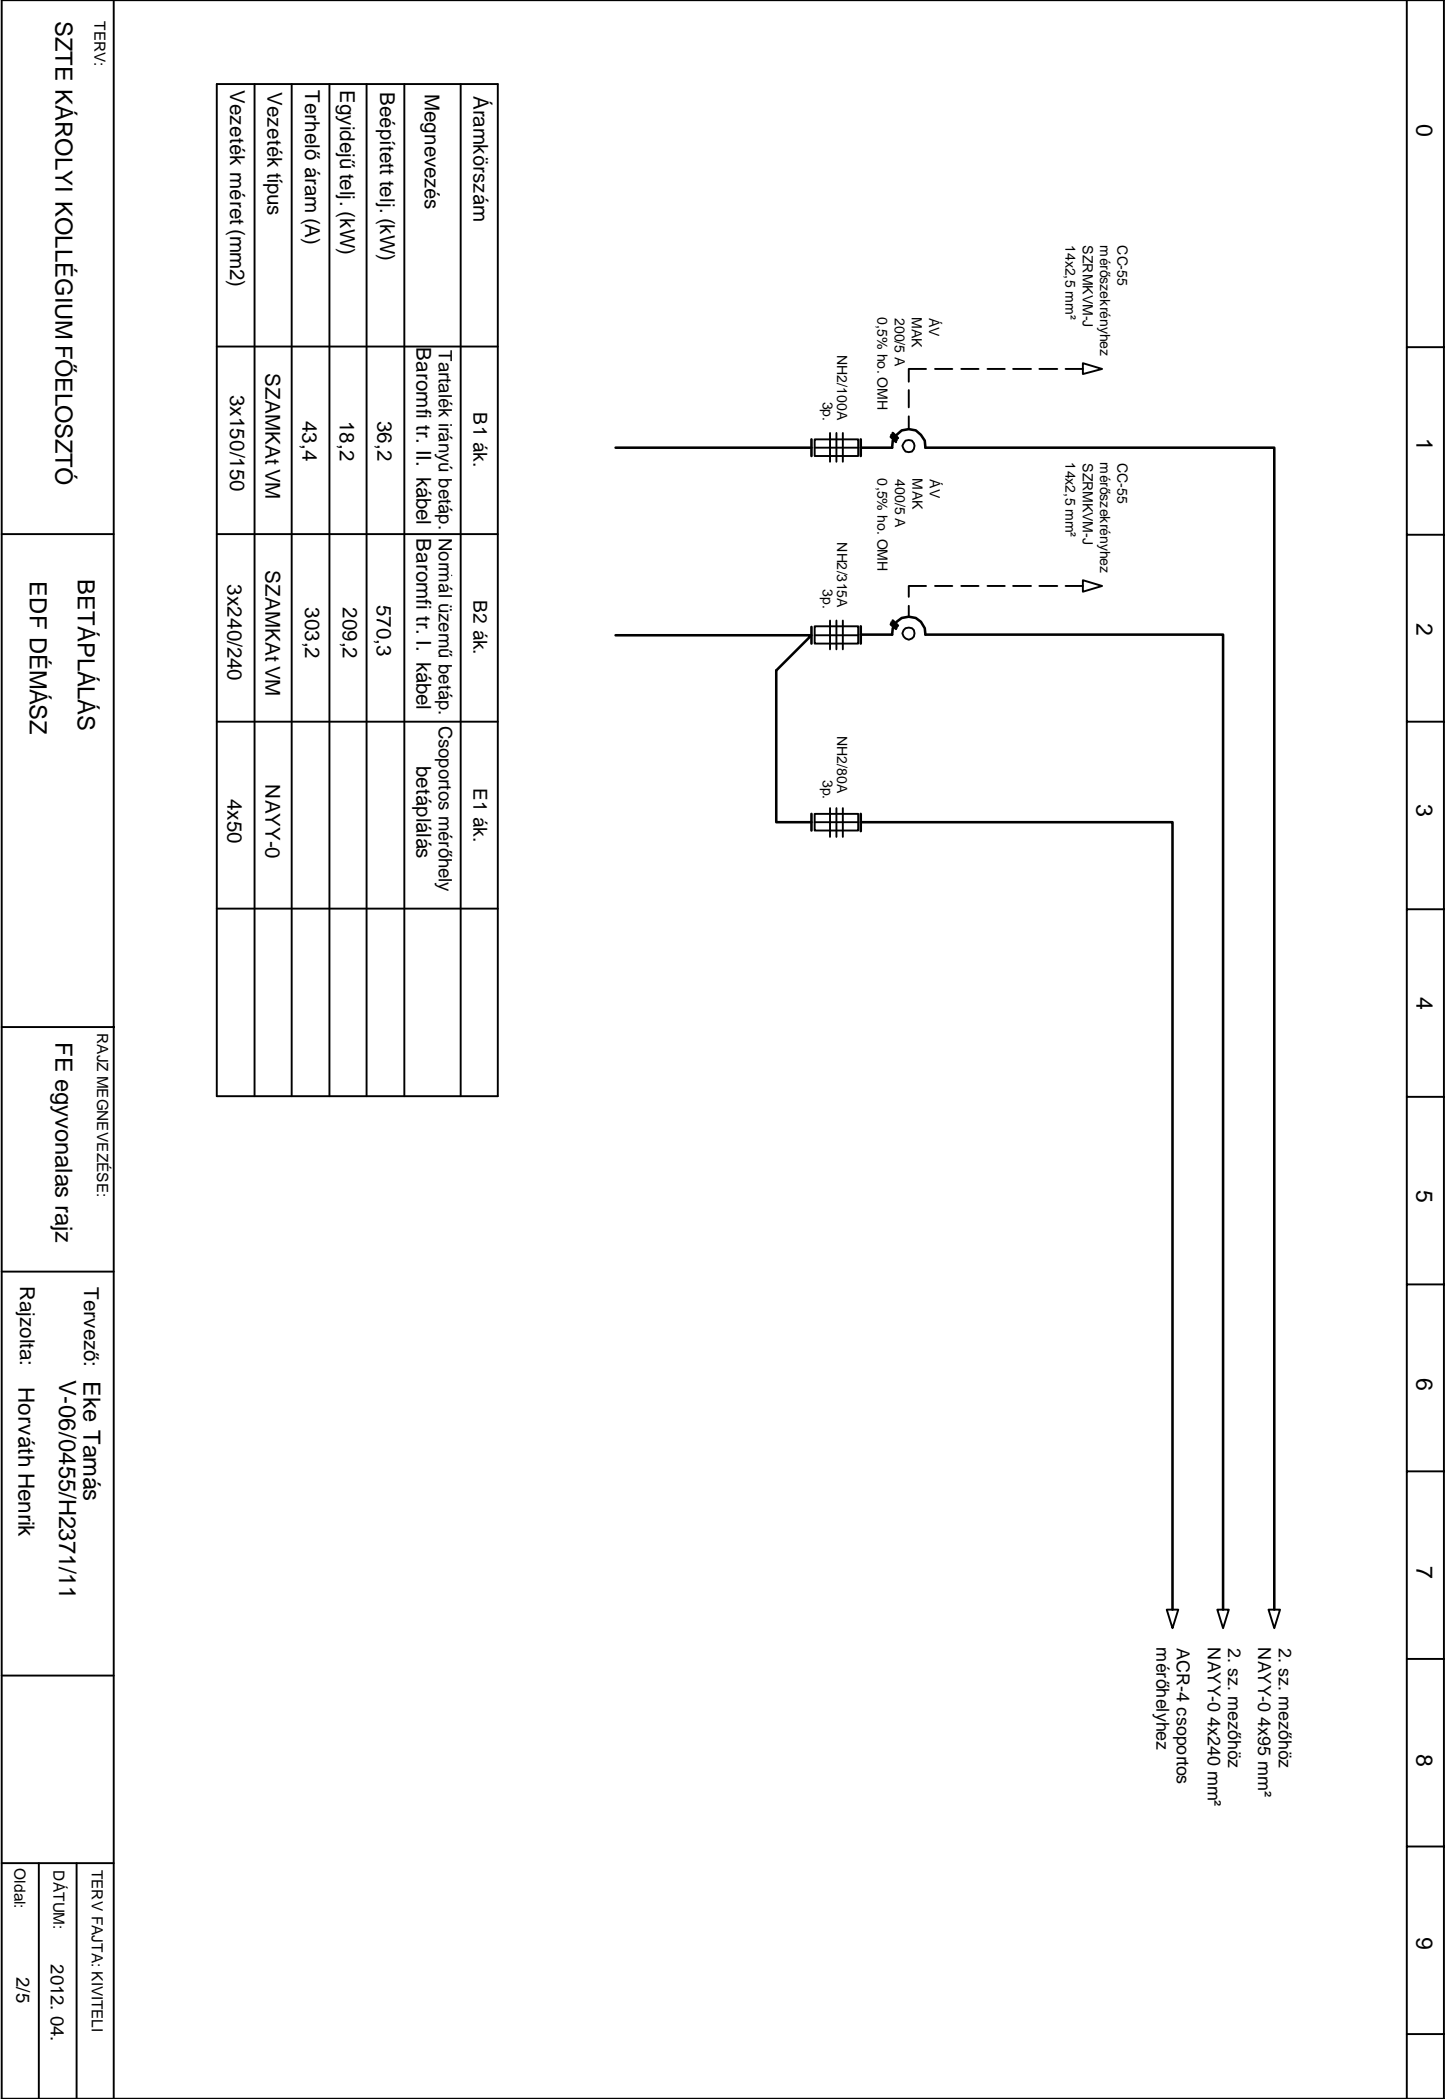 0 1 2 3 4 5 6 7 8 9
2. sz. mezőhöz
NAYY-0 4x95 mm²
2. sz. mezőhöz
NAYY-0 4x240 mm²
ACR-4 csoportos
mérőhelyhez
CC-55
mérőszekrényhez
SZRMKVM-J
14x2,5 mm²
CC-55
mérőszekrényhez
SZRMKVM-J
14x2,5 mm²
ÁV
MAK
200/5 A
0,5% ho. OMH
ÁV
MAK
400/5 A
0,5% ho. OMH
NH2/100A
3p.
NH2/315A
3p.
NH2/80A
3p.
Áramkörszám B1 ák. B2 ák. E1 ák.
Megnevezés
Tartalék irányú betáp.
Baromfi tr. II. kábel
Normál üzemű betáp.
Baromfi tr. I. kábel
Csoportos mérőhely
betáplálás
Beépített telj. (kW) 36,2 570,3
Egyidejű telj. (kW) 18,2 209,2
Terhelő áram (A) 43,4 303,2
Vezeték típus SZAMKAt VM SZAMKAt VM NAYY-0
Vezeték méret (mm2) 3x150/150 3x240/240 4x50
TERV:
SZTE KÁROLYI KOLLÉGIUM FŐELOSZTÓ
BETÁPLÁLÁS
EDF DÉMÁSZ
RAJZ MEGNEVEZÉSE:
FE egyvonalas rajz
Tervező: Eke Tamás
V-06/0455/H2371/11
Rajzolta: Horváth Henrik
TERV FAJTA: KIVITELI
DÁTUM: 2012. 04.
Oldal: 2/5